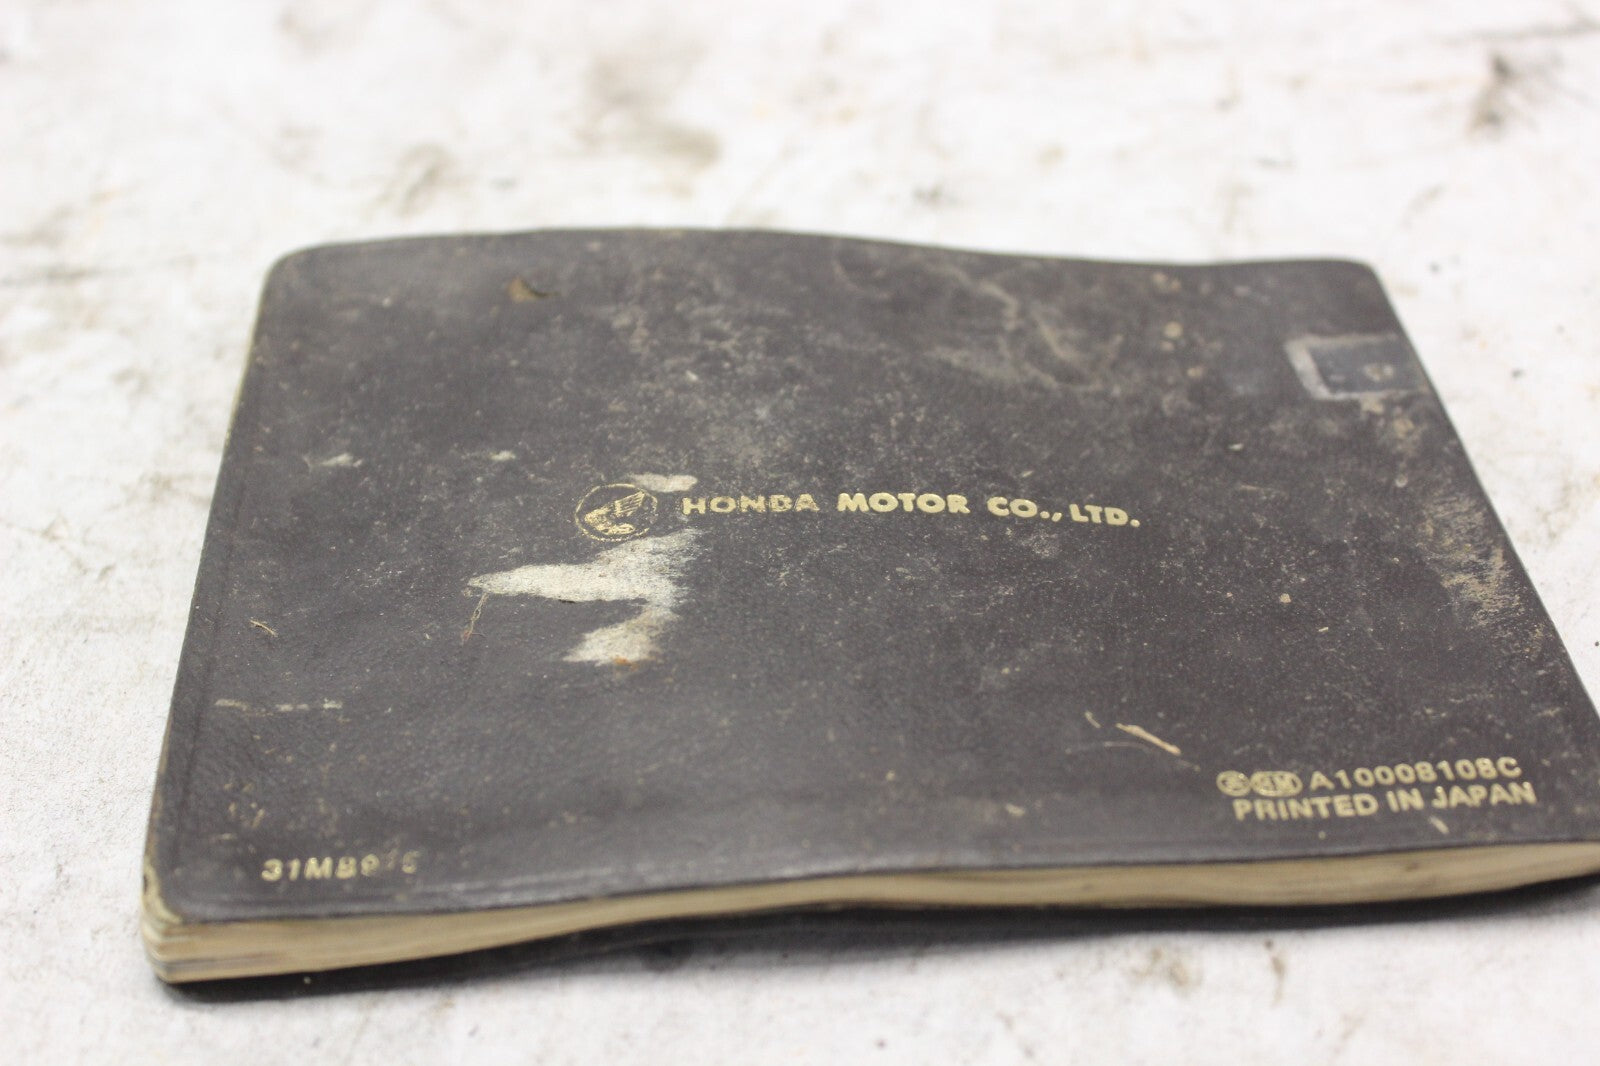 HONDA MOTOR CO., LTD.
A10008108C
PRINTED IN JAPAN